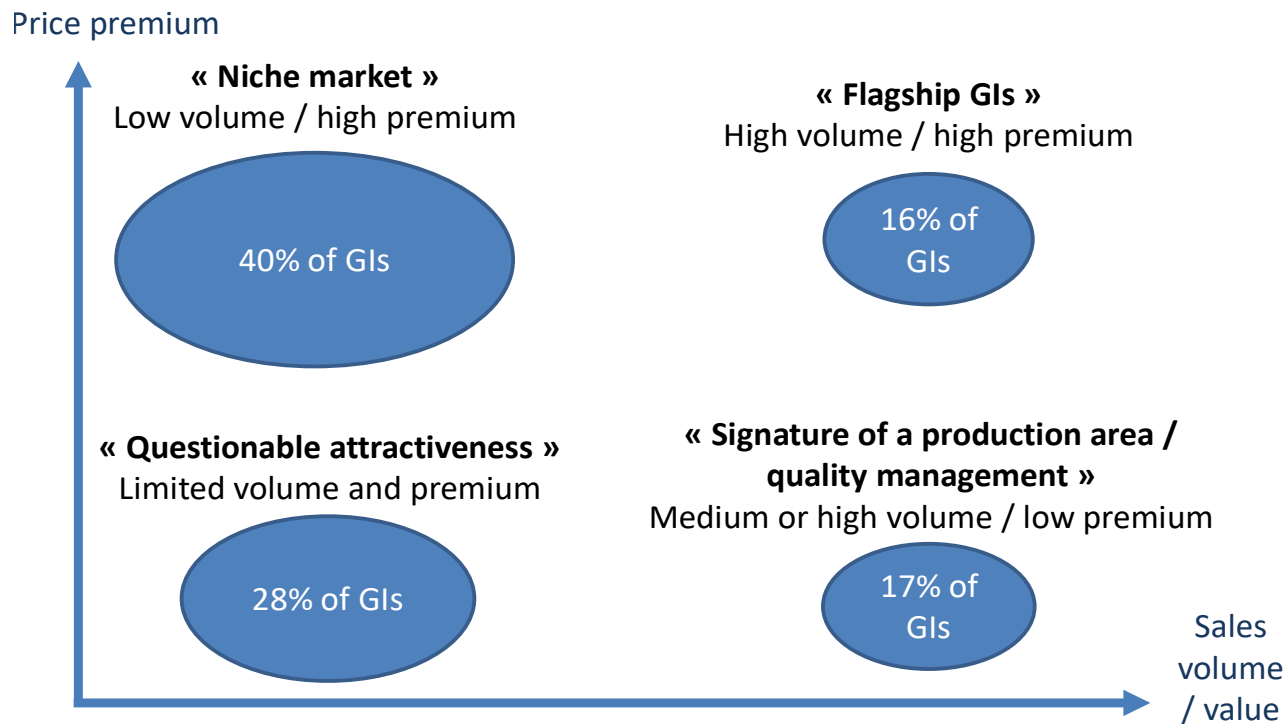 Price premium
« Niche market »
Low volume / high premium
40% of GIs
« Flagship GIs »
High volume / high premium
16% of
GIs
« Questionable attractiveness »
Limited volume and premium
28% of GIs
« Signature of a production area /
quality management »
Medium or high volume / low premium
17% of
GIs
Sales
volume
/ value